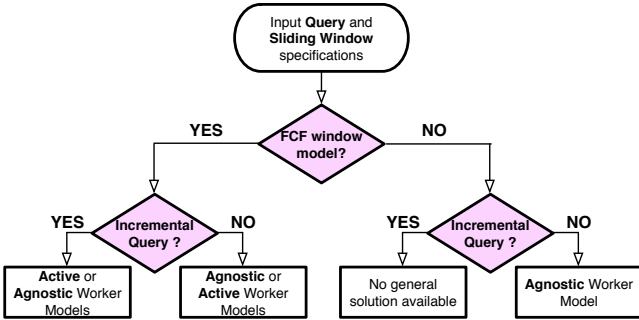 Input Query and
Sliding Window
specifications
YES
FCF window
model?
NO
YES
Incremental
Query ?
NO
YES
Incremental
Query ?
NO
Active or
Agnostic Worker
Models
Agnostic or
Active Worker
Models
No general
solution available
Agnostic Worker
Model